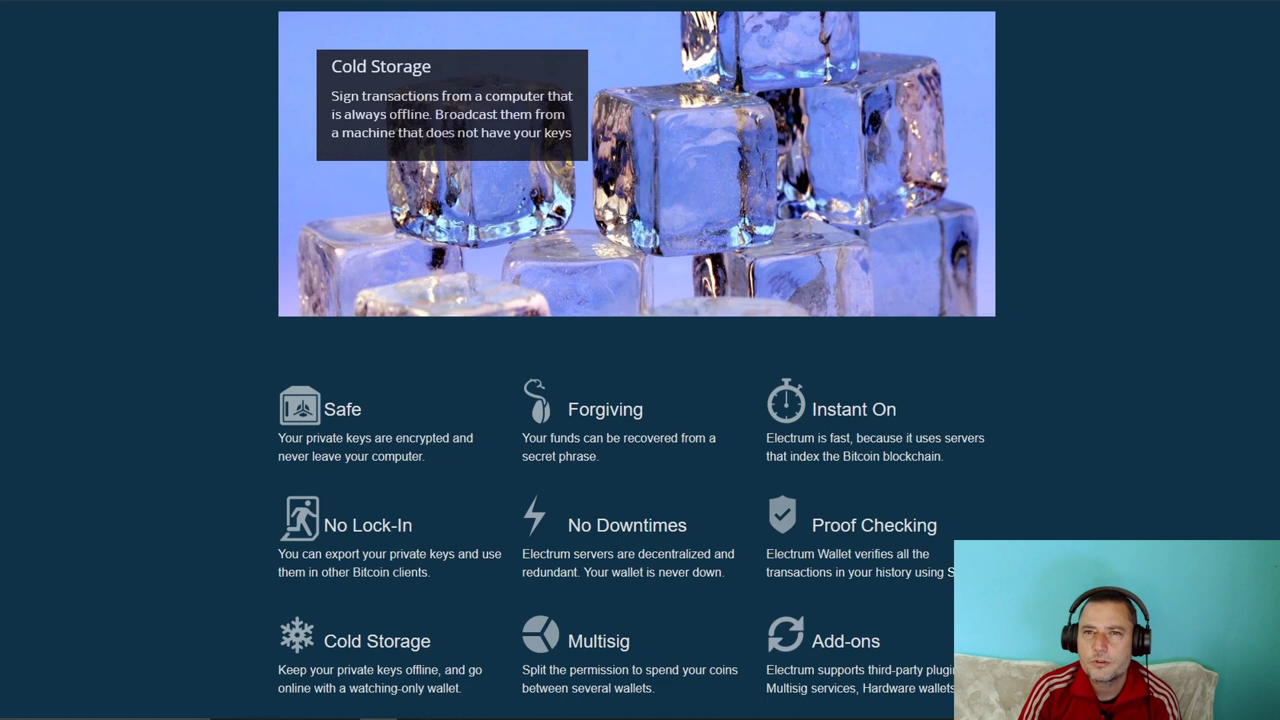 Cold Storage
Sign transactions from a computer that
is always offline. Broadcast them from
a machine that does not have your keys
Safe
Your private keys are encrypted and
never leave your computer.
Forgiving
Your funds can be recovered from a
secret phrase.
Instant On
Electrum is fast, because it uses servers
that index the Bitcoin blockchain.
No Lock-In
You can export your private keys and use
them in other Bitcoin clients.
No Downtimes
Electrum servers are decentralized and
redundant. Your wallet is never down.
Proof Checking
Electrum Wallet verifies all the
transactions in your history using
Cold Storage
Keep your private keys offline, and go
online with a watching-only wallet.
Multisig
Split the permission to spend your coins
between several wallets.
Add-ons
Electrum supports third-party
Multisig services, Hardware wallets